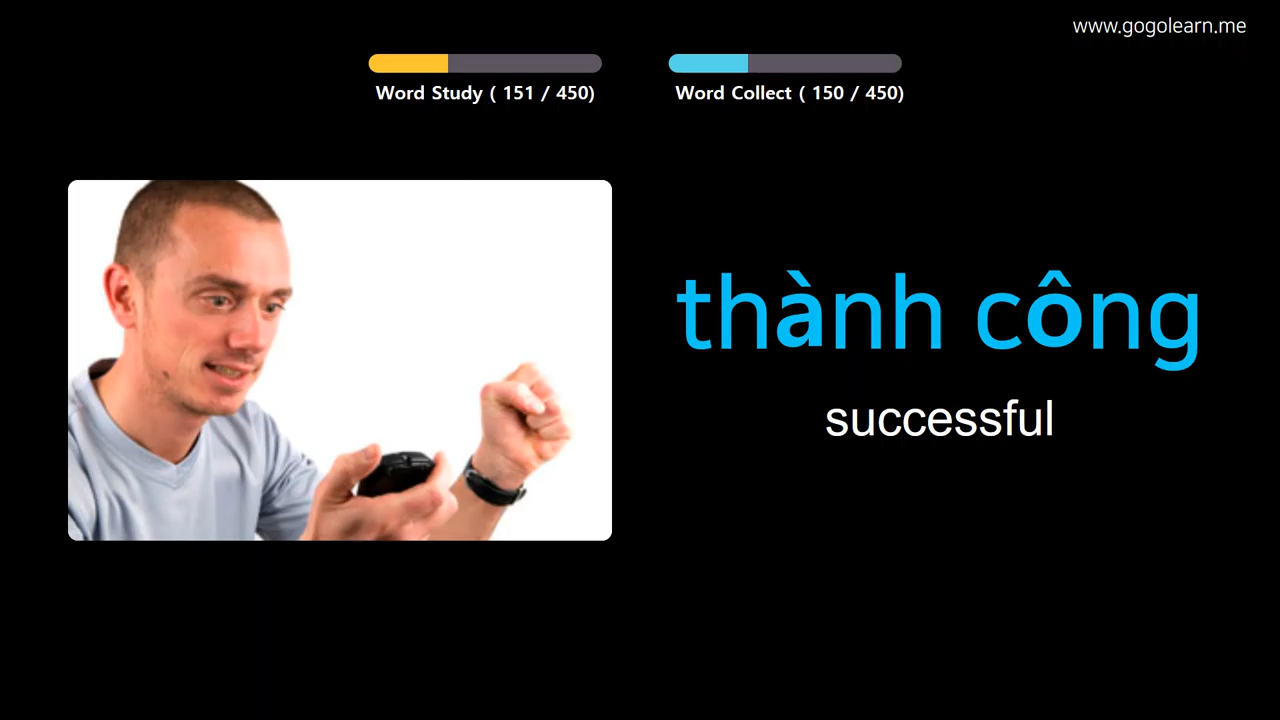 www.gogolearn.me
Word Study ( 151 / 450)
Word Collect ( 150 / 450)
thành công
successful